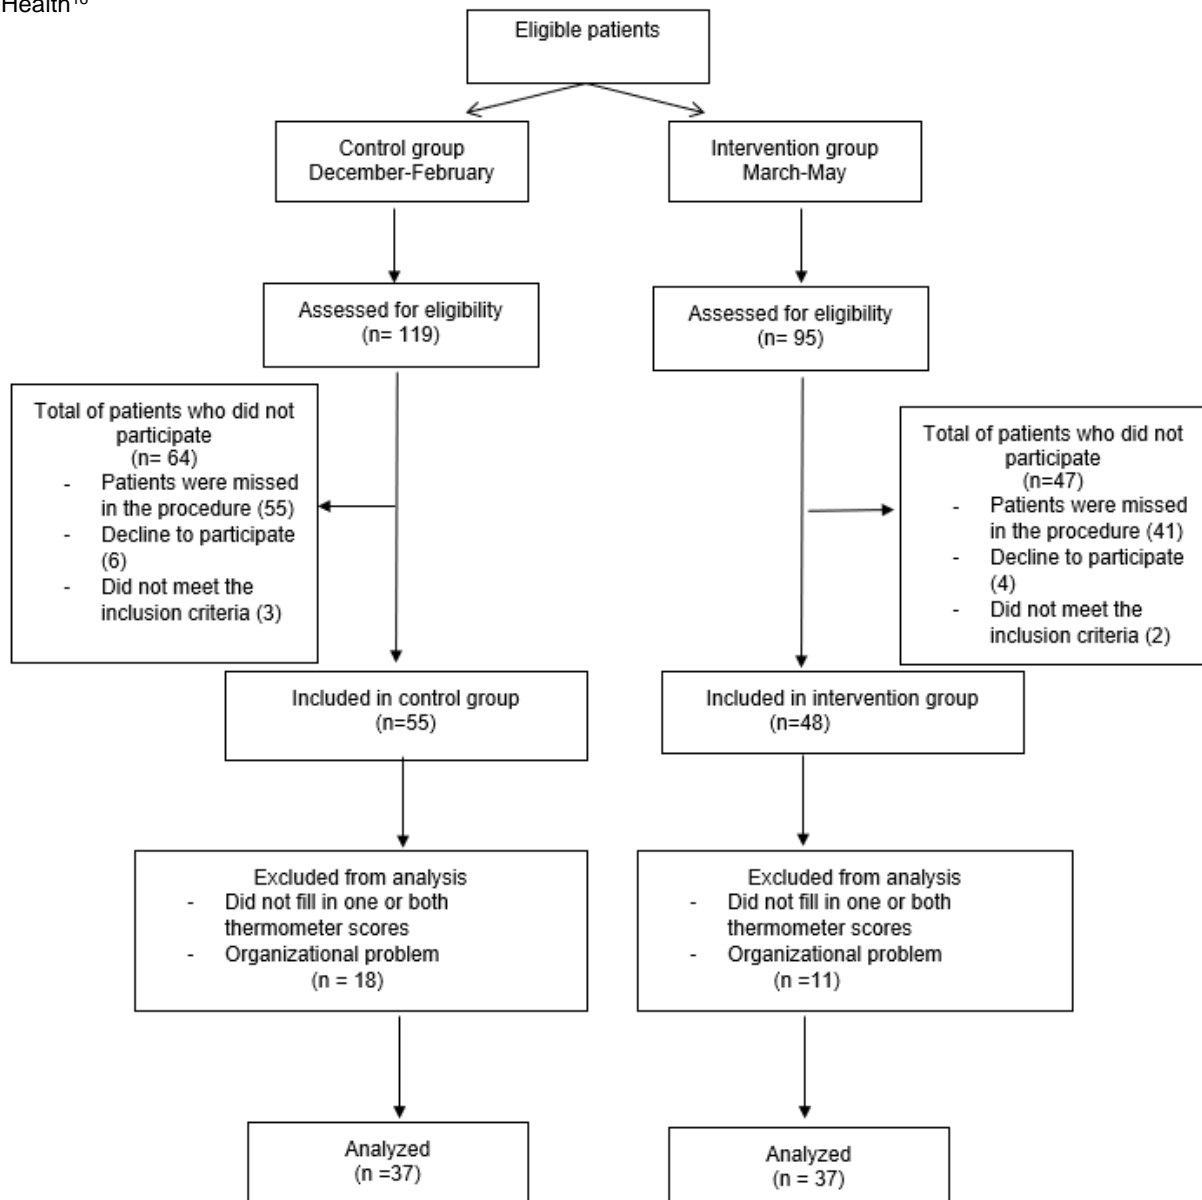 Health¹⁶
Eligible patients
Control group
December-February
Intervention group
March-May
Assessed for eligibility
(n= 119)
Assessed for eligibility
(n= 95)
Total of patients who did not
participate
(n= 64)
- Patients were missed
in the procedure (55)
- Decline to participate
(6)
- Did not meet the
inclusion criteria (3)
Total of patients who did not
participate
(n=47)
- Patients were missed
in the procedure (41)
- Decline to participate
(4)
- Did not meet the
inclusion criteria (2)
Included in control group
(n=55)
Included in intervention group
(n=48)
Excluded from analysis
- Did not fill in one or both
thermometer scores
- Organizational problem
(n = 18)
Excluded from analysis
- Did not fill in one or both
thermometer scores
- Organizational problem
(n =11)
Analyzed
(n =37)
Analyzed
(n = 37)